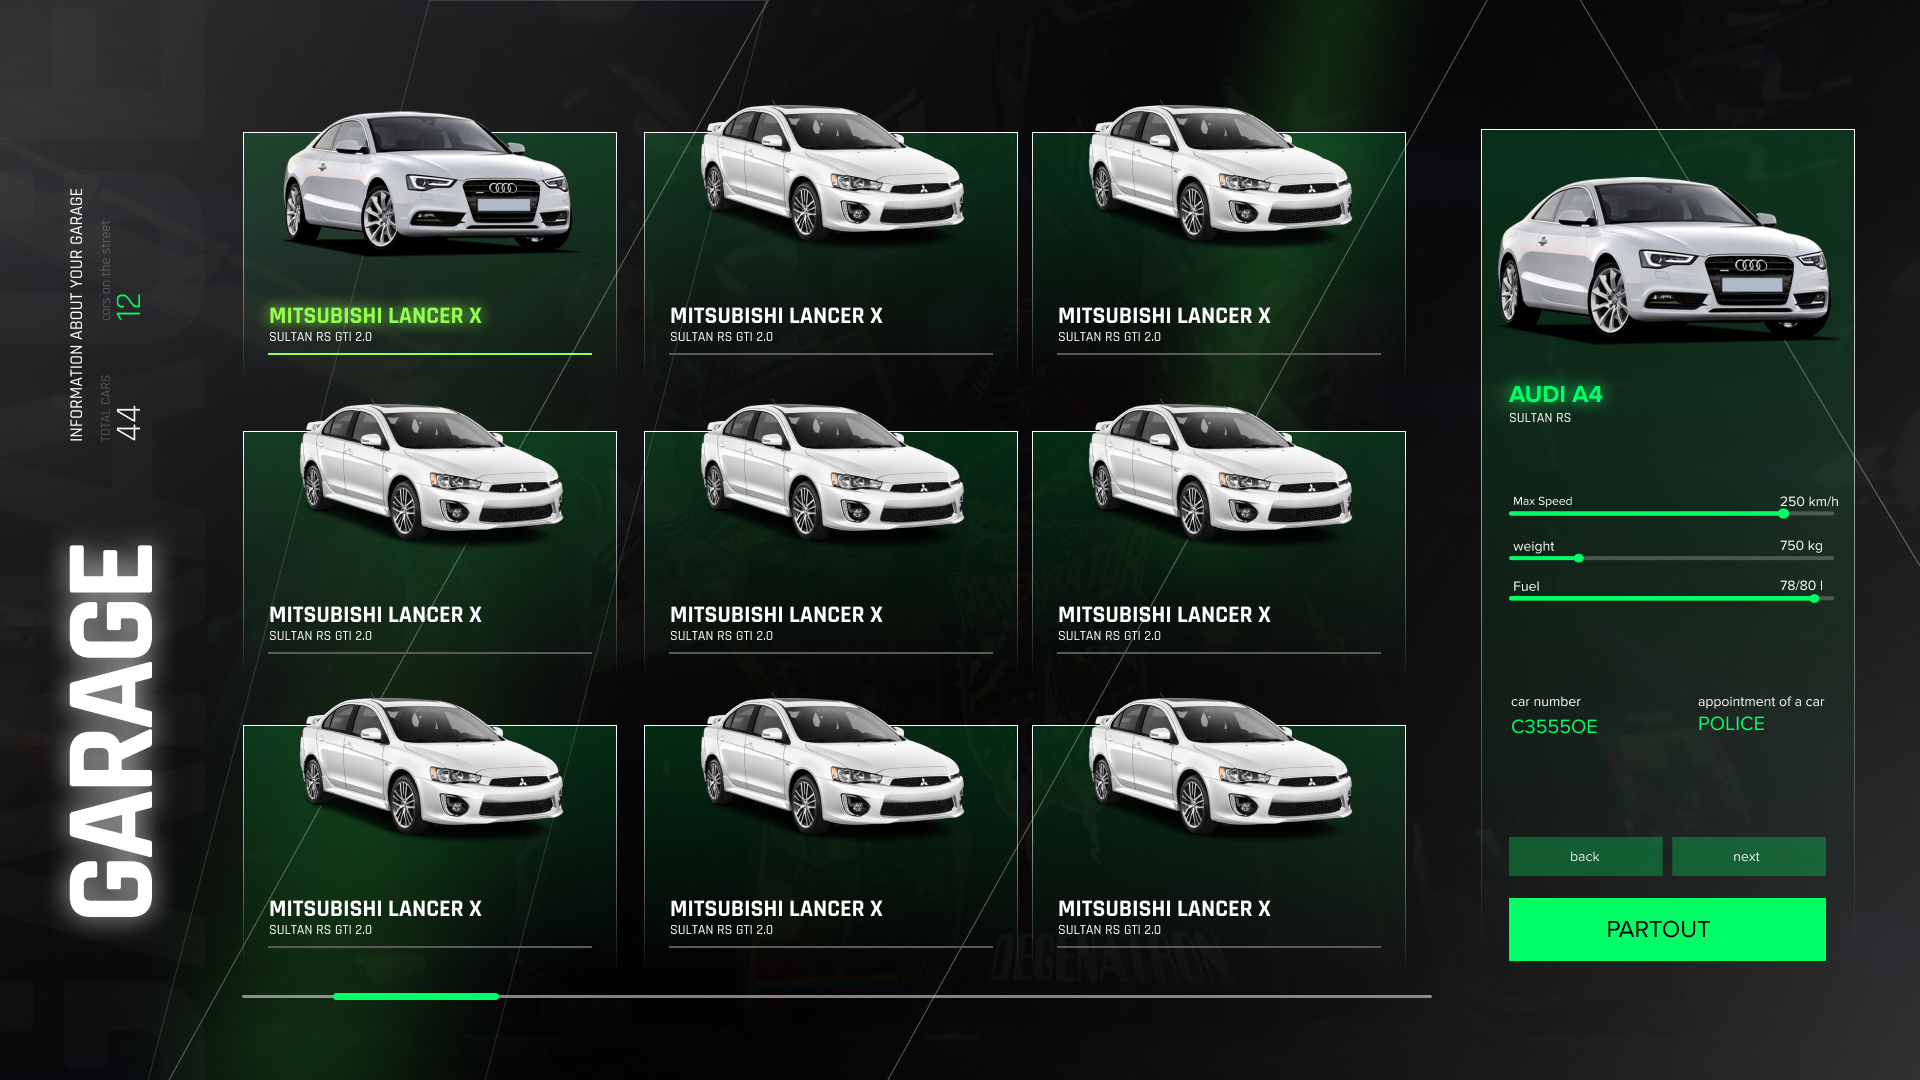 GARAGE
INFORMATION ABOUT YOUR GARAGE
TOTAL CARS
44
cars on the street
12
MITSUBISHI LANCER X
SULTAN RS GTI 2.0
MITSUBISHI LANCER X
SULTAN RS GTI 2.0
MITSUBISHI LANCER X
SULTAN RS GTI 2.0
MITSUBISHI LANCER X
SULTAN RS GTI 2.0
MITSUBISHI LANCER X
SULTAN RS GTI 2.0
MITSUBISHI LANCER X
SULTAN RS GTI 2.0
MITSUBISHI LANCER X
SULTAN RS GTI 2.0
MITSUBISHI LANCER X
SULTAN RS GTI 2.0
MITSUBISHI LANCER X
SULTAN RS GTI 2.0
PENETRATOR
DEGENATRON
AUDI A4
SULTAN RS
Max Speed 250 km/h
weight 750 kg
Fuel 78/80 l
car number appointment of a car
C3555OE POLICE
back next
PARTOUT